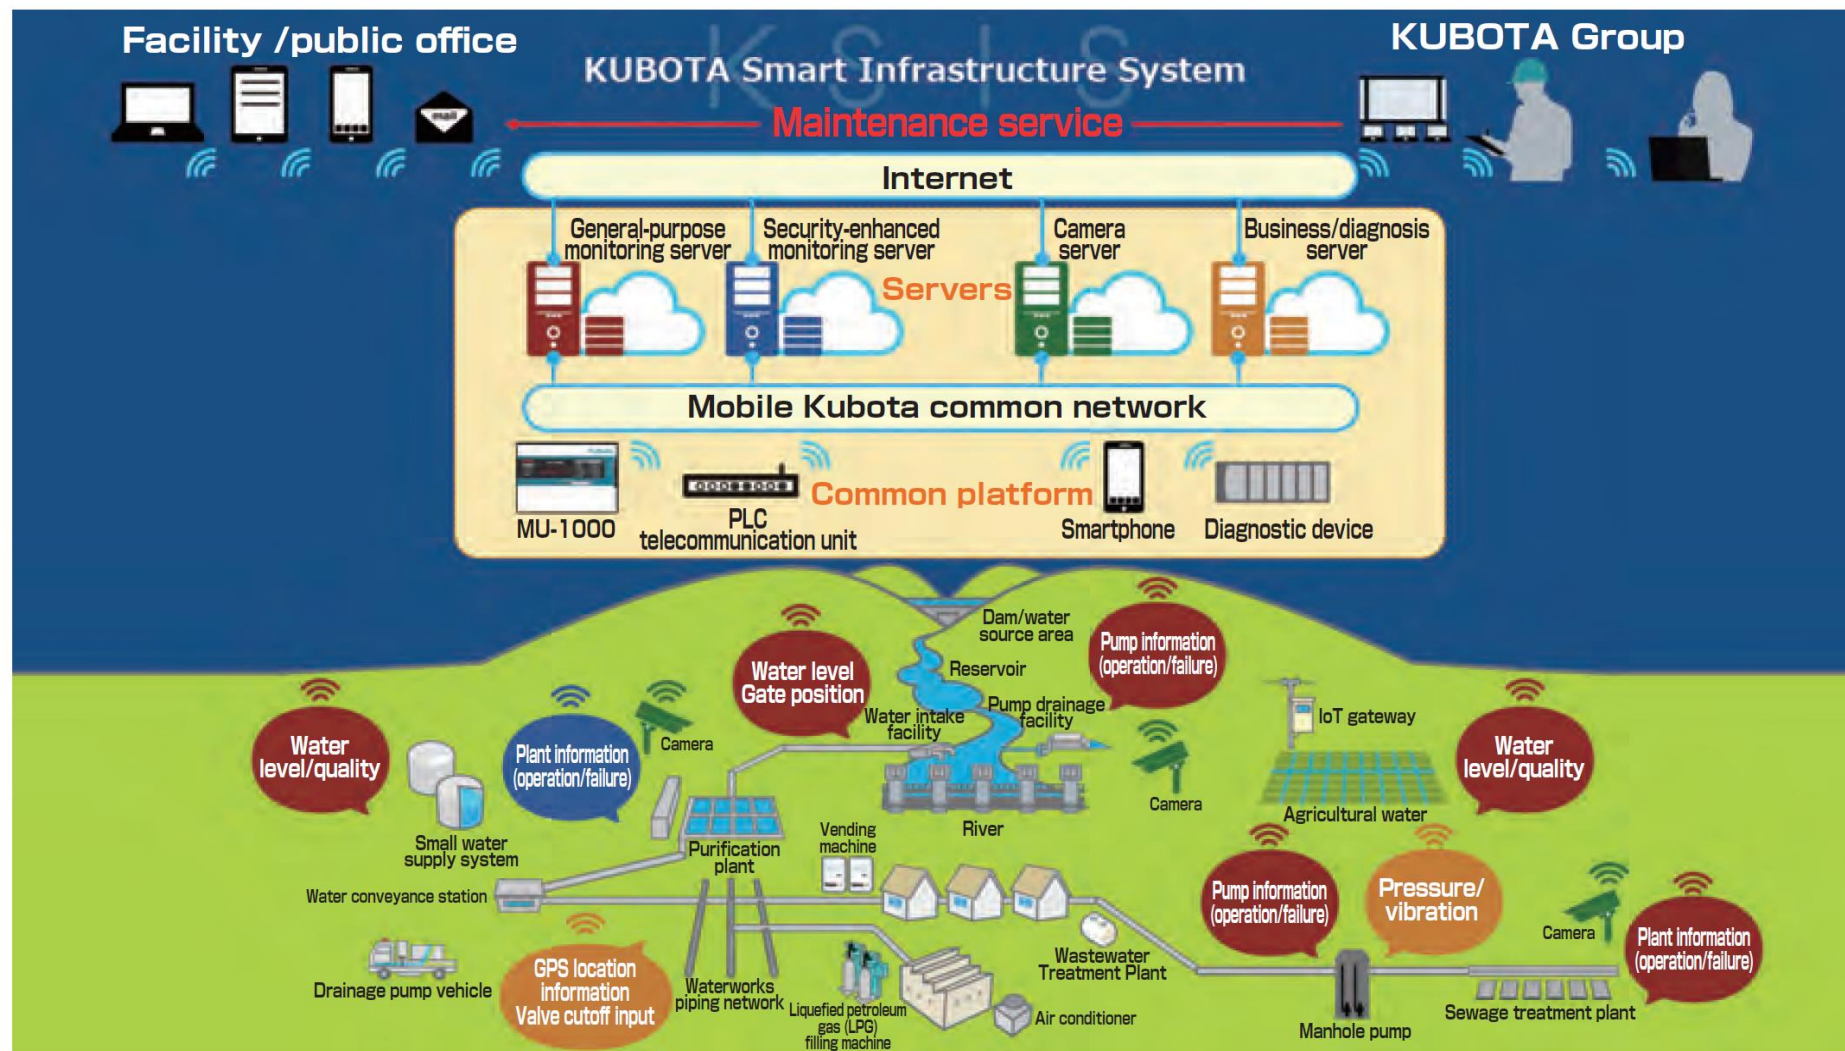 Facility /public office
KUBOTA Group
KSIS
KUBOTA Smart Infrastructure System
mail
Maintenance service
Internet
General-purpose
monitoring server
Security-enhanced
monitoring server
Camera
server
Business/diagnosis
server
Servers
Mobile Kubota common network
MU-1000
PLC
telecommunication unit
Common platform
Smartphone
Diagnostic device
Dam/water
source area
Reservoir
Pump information
(operation/failure)
Water level
Gate position
Water intake
facility
Pump drainage
facility
IoT gateway
Water
level/quality
Plant information
(operation/failure)
Camera
Camera
Water
level/quality
Small water
supply system
Purification
plant
Vending
machine
River
Agricultural water
Water conveyance station
Pump information
(operation/failure)
Pressure/
vibration
Camera
Plant information
(operation/failure)
Drainage pump vehicle
GPS location
information
Valve cutoff input
Waterworks
piping network
Liquefied petroleum
gas (LPG)
filling machine
Air conditioner
Wastewater
Treatment Plant
Manhole pump
Sewage treatment plant